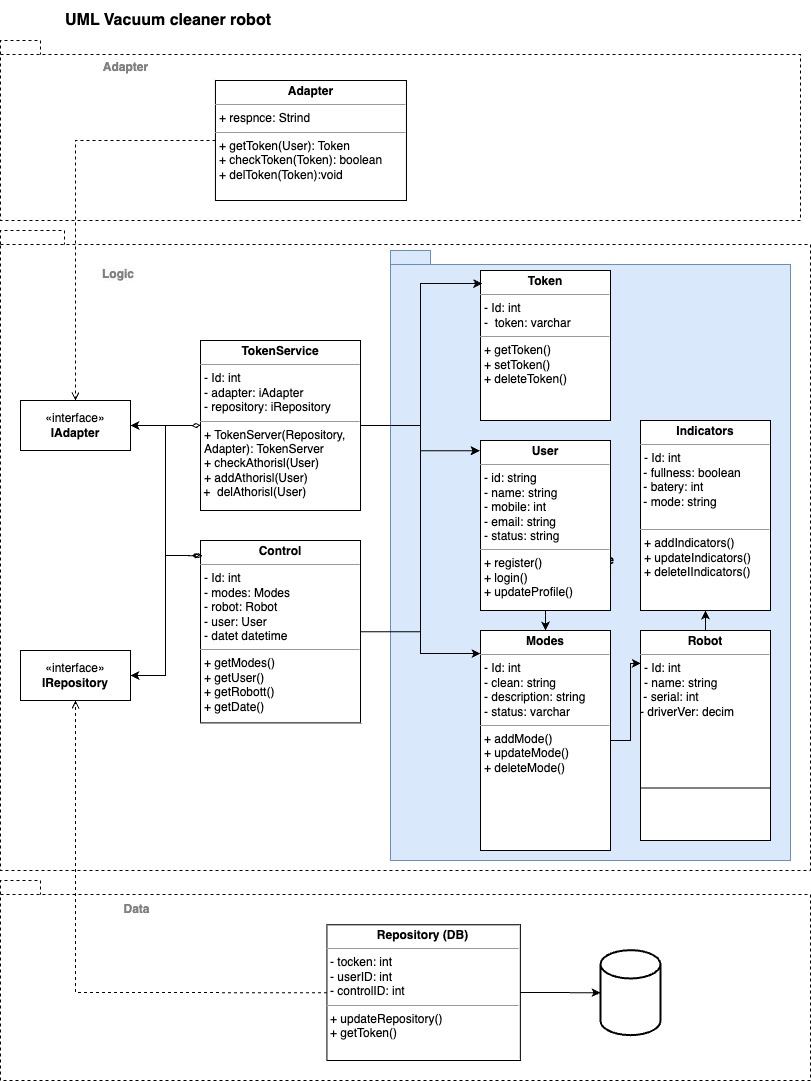 UML Vacuum cleaner robot
Adapter
Adapter
+ respnce: Strind
+ getToken(User): Token
+ checkToken(Token): boolean
+ delToken(Token):void
Logic
Token
- Id: int
- token: varchar
+ getToken()
+ setToken()
+ deleteToken()
TokenService
- Id: int
- adapter: iAdapter
- repository: iRepository
+ TokenServer(Repository,
Adapter): TokenServer
+ checkAthorisl(User)
+ addAthorisl(User)
+ delAthorisl(User)
«interface»
IAdapter
User
- id: string
- name: string
- mobile: int
- email: string
- status: string
+ register()
+ login()
+ updateProfile()
e
Indicators
- Id: int
- fullness: boolean
- batery: int
- mode: string
+ addIndicators()
+ updateIndicators()
+ deleteIIndicators()
Control
- Id: int
- modes: Modes
- robot: Robot
- user: User
- datet datetime
+ getModes()
+ getUser()
+ getRobott()
+ getDate()
«interface»
IRepository
Modes
- Id: int
- clean: string
- description: string
- status: varchar
+ addMode()
+ updateMode()
+ deleteMode()
Robot
- Id: int
- name: string
- serial: int
- driverVer: decim
Data
Repository (DB)
- tocken: int
- userID: int
- controlID: int
+ updateRepository()
+ getToken()